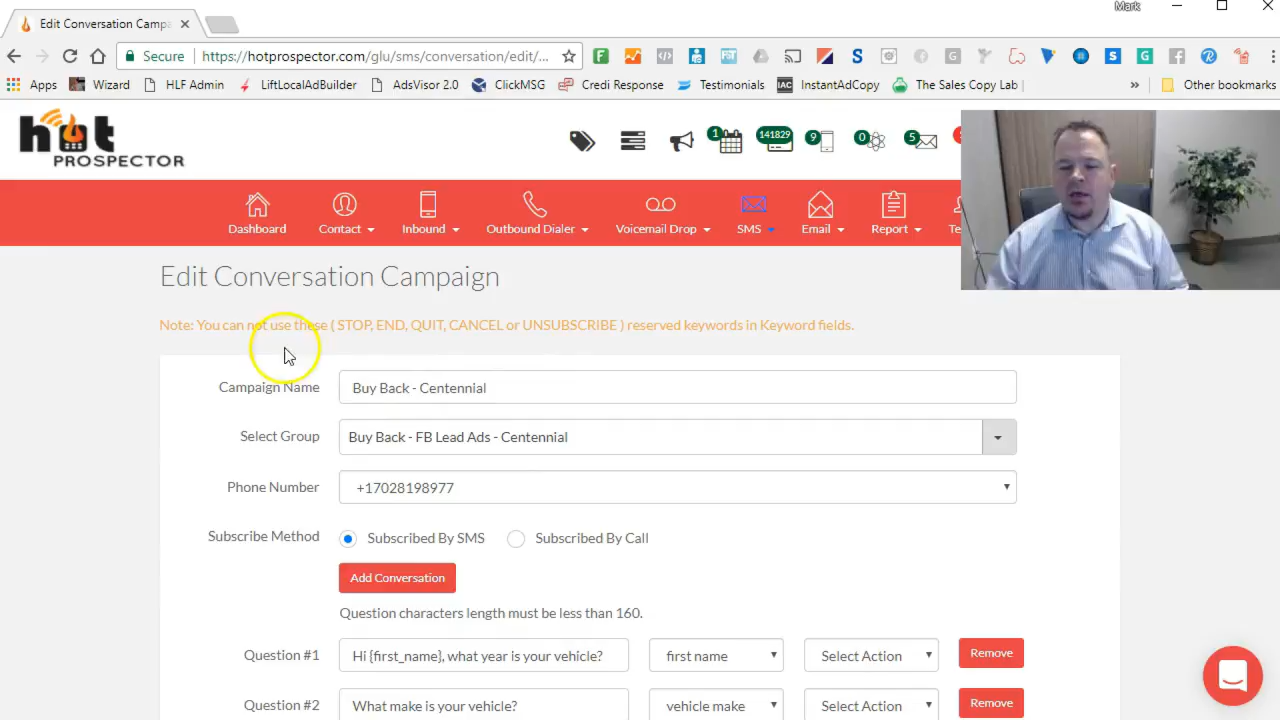 Mark
Edit Conversation Campa
Secure https://hotprospector.com/glu/sms/conversation/edit/...
Apps Wizard HLF Admin LiftLocalAdBuilder AdsVisor 2.0 ClickMSG Credi Response Testimonials IAC InstantAdCopy The Sales Copy Lab » Other bookmarks
hot
PROSPECTOR
1 141829 9 0 5
Dashboard Contact Inbound Outbound Dialer Voicemail Drop SMS Email Report Te
Edit Conversation Campaign
Note: You can not use these ( STOP, END, QUIT, CANCEL or UNSUBSCRIBE ) reserved keywords in Keyword fields.
Campaign Name Buy Back - Centennial
Select Group Buy Back - FB Lead Ads - Centennial
Phone Number +17028198977
Subscribe Method Subscribed By SMS Subscribed By Call
Add Conversation
Question characters length must be less than 160.
Question #1 Hi {first_name}, what year is your vehicle? first name Select Action Remove
Question #2 What make is your vehicle? vehicle make Select Action Remove